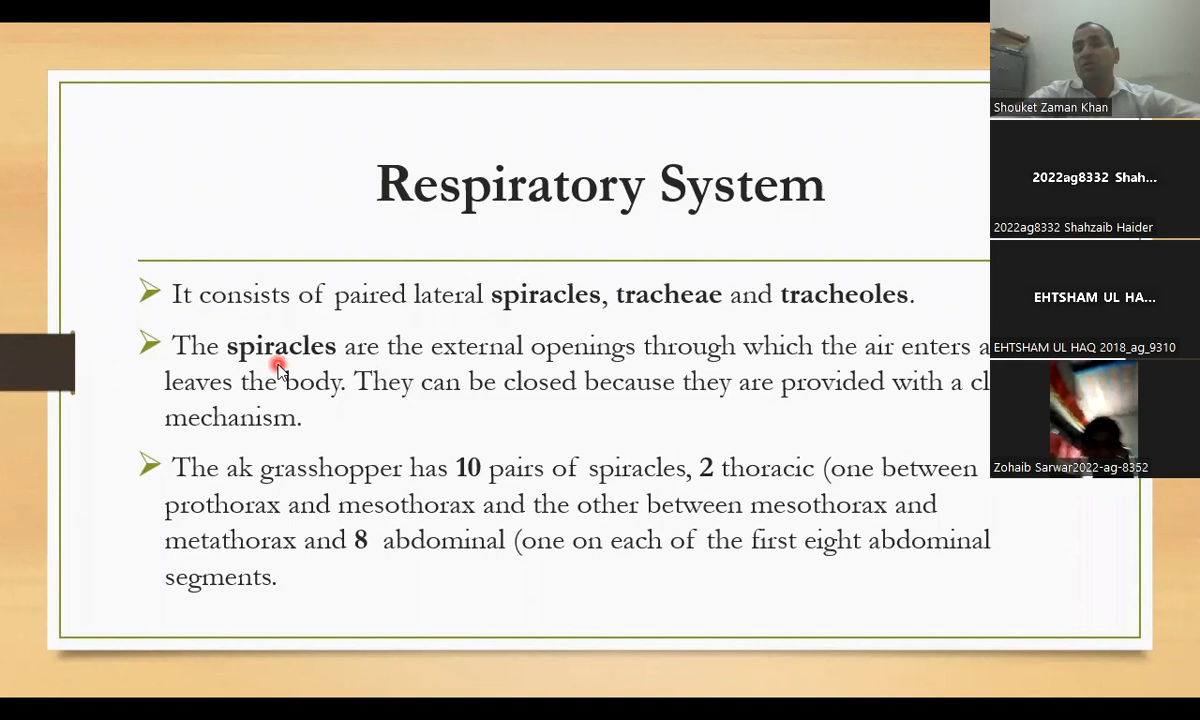 Respiratory System
It consists of paired lateral spiracles, tracheae and tracheoles.
The spiracles are the external openings through which the air enters a
leaves the body. They can be closed because they are provided with a cl
mechanism.
The ak grasshopper has 10 pairs of spiracles, 2 thoracic (one between
prothorax and mesothorax and the other between mesothorax and
metathorax and 8 abdominal (one on each of the first eight abdominal
segments.
Shouket Zaman Khan
2022ag8332 Shah...
2022ag8332 Shahzaib Haider
EHTSHAM UL HA...
EHTSHAM UL HAQ 2018_ag_9310
Zohaib Sarwar2022-ag-8352